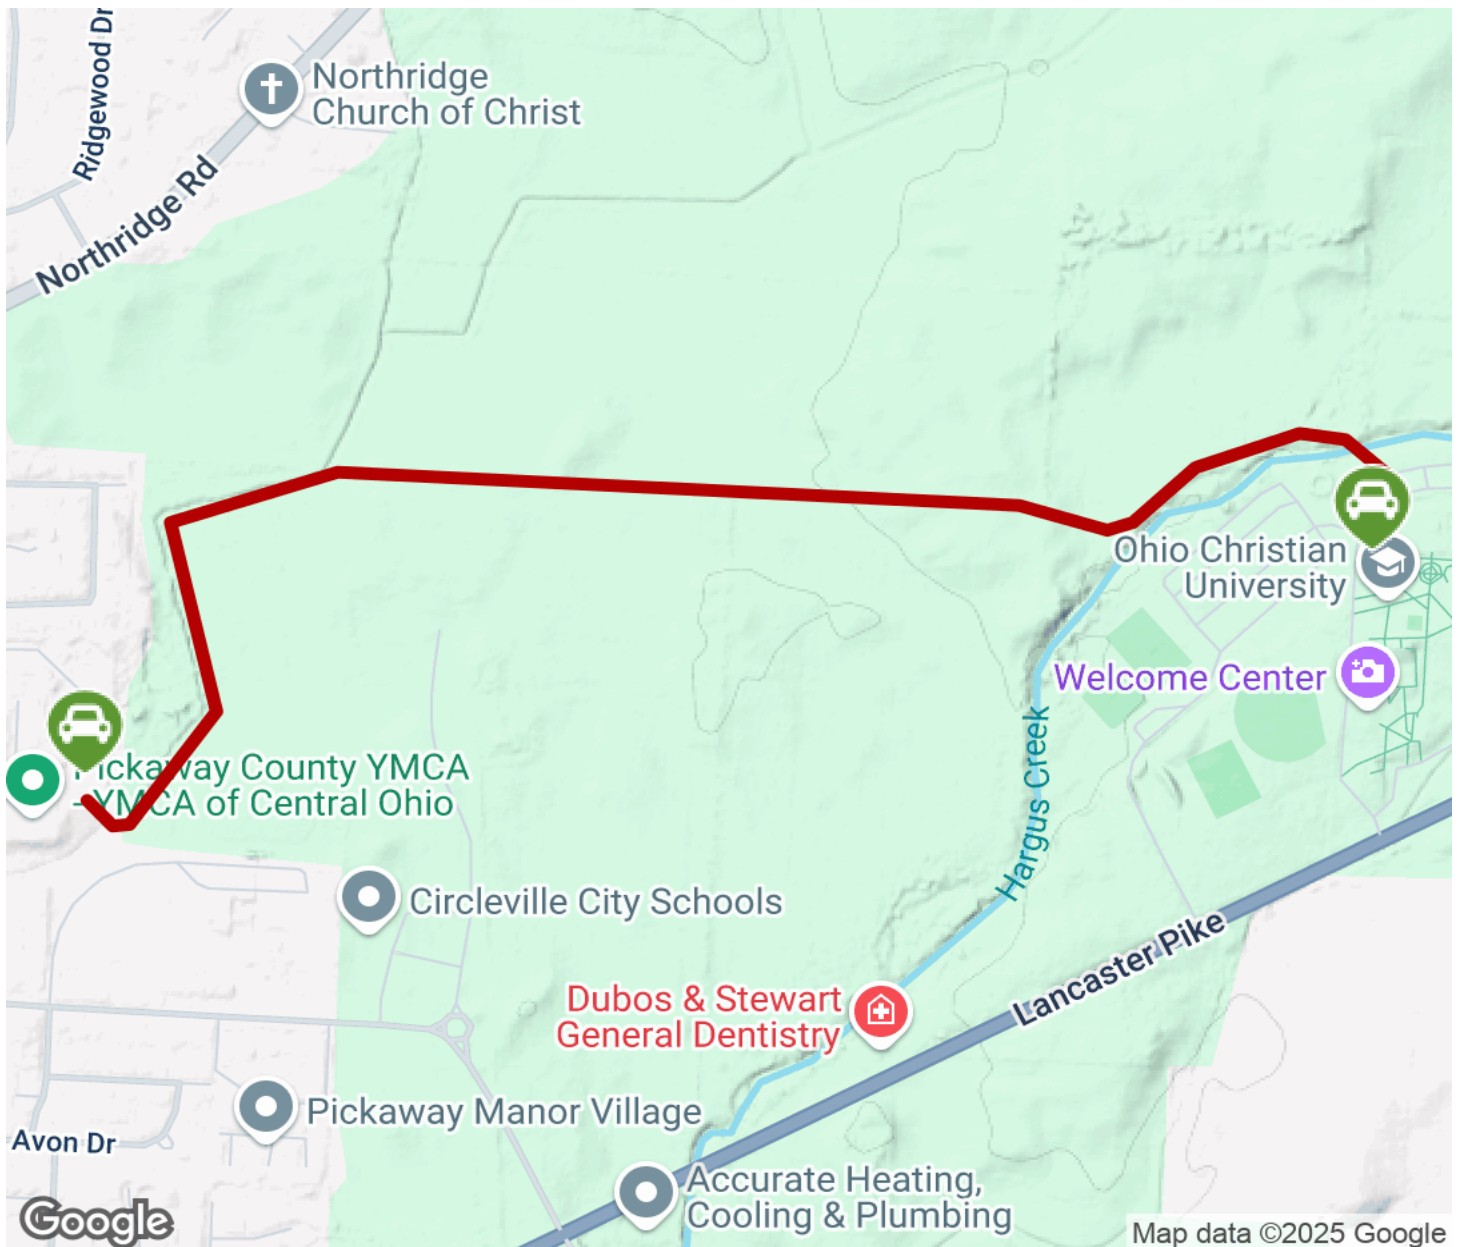 Ridgewood Dr
Northridge
Church of Christ
Northridge Rd
Ohio Christian
University
Welcome Center
Pickaway County YMCA
- YMCA of Central Ohio
Hargus Creek
Circleville City Schools
Lancaster Pike
Dubos & Stewart
General Dentistry
Pickaway Manor Village
Avon Dr
Accurate Heating,
Cooling & Plumbing
Google
Map data ©2025 Google